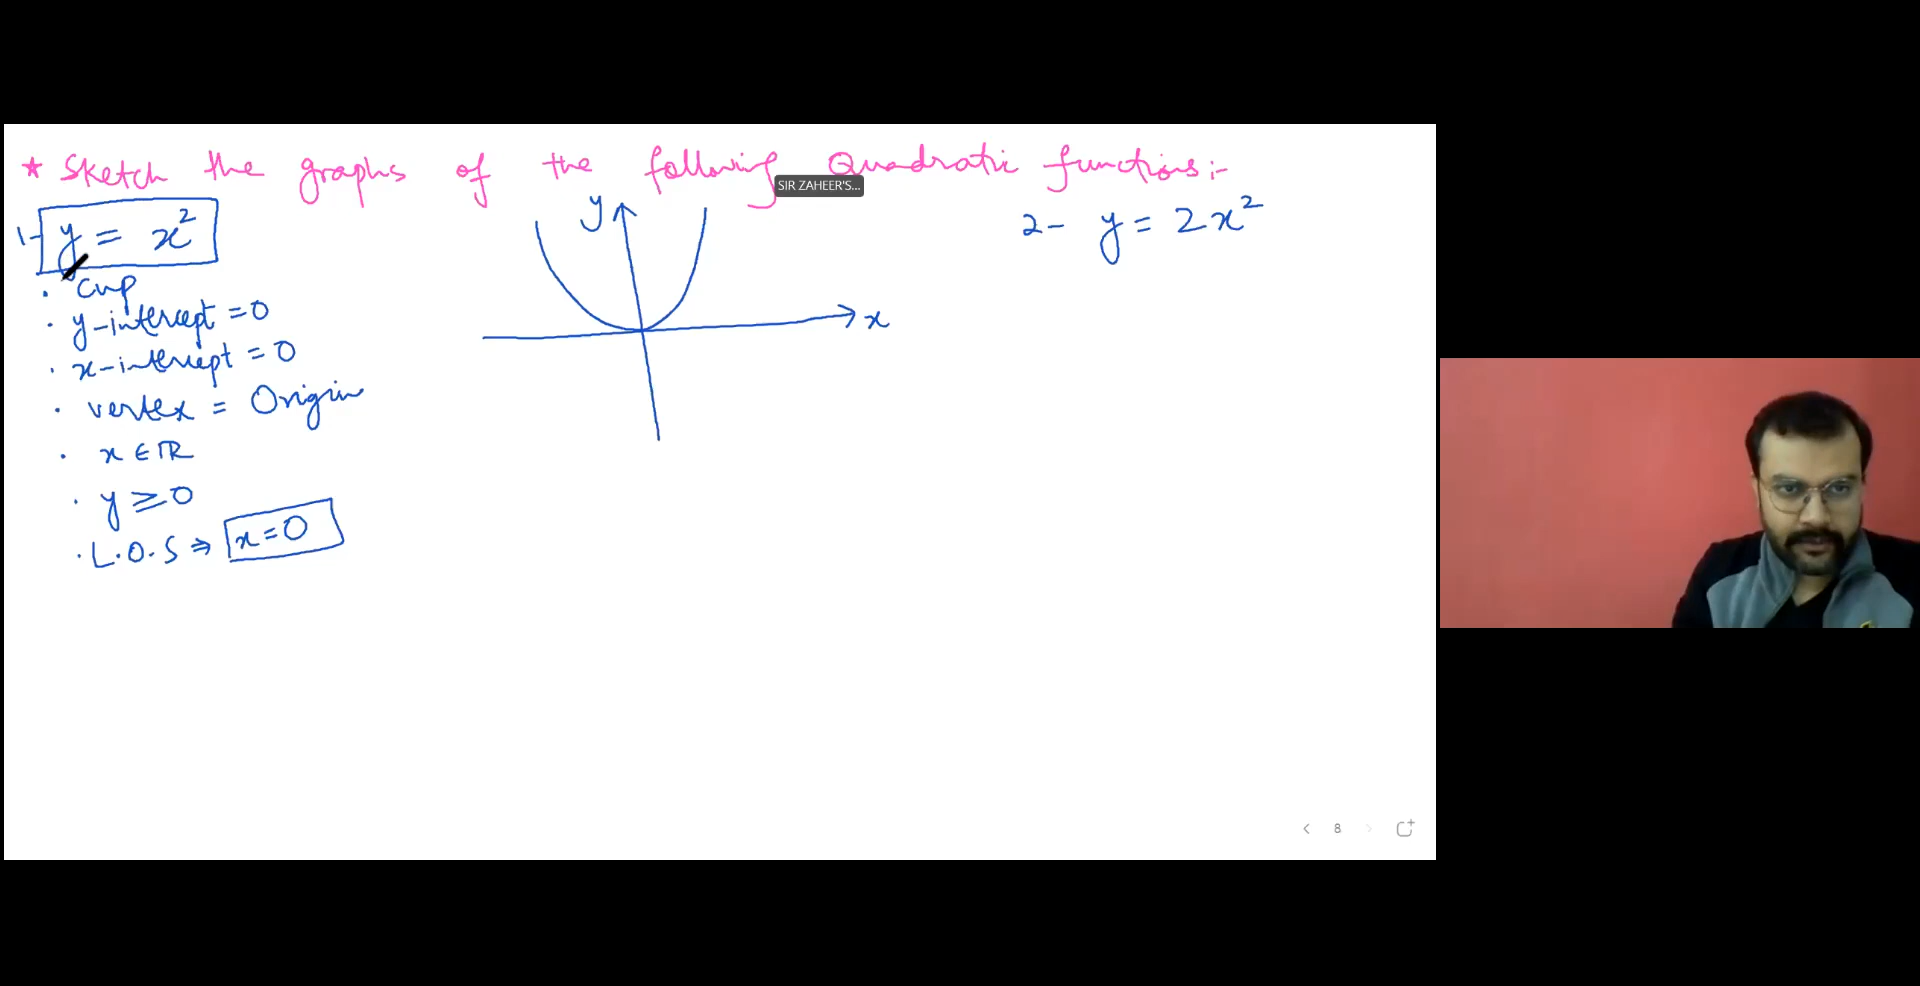 * Sketch the graphs of the following Quadratic functions:-
SIR ZAHEER'S...
1- y = x²
• Cup
• y-intercept = 0
• x-intercept = 0
• vertex = Origin
• x ∈ ℝ
• y ≥ 0
• L.O.S ⇒ x = 0
y
x
2- y = 2x²
8